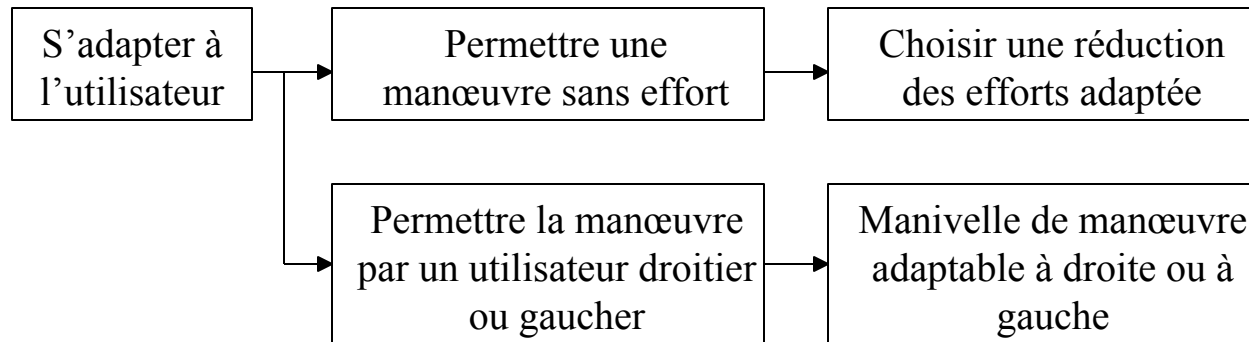 S’adapter à
l’utilisateur
Permettre une
manœuvre sans effort
Choisir une réduction
des efforts adaptée
Permettre la manœuvre
par un utilisateur droitier
ou gaucher
Manivelle de manœuvre
adaptable à droite ou à
gauche